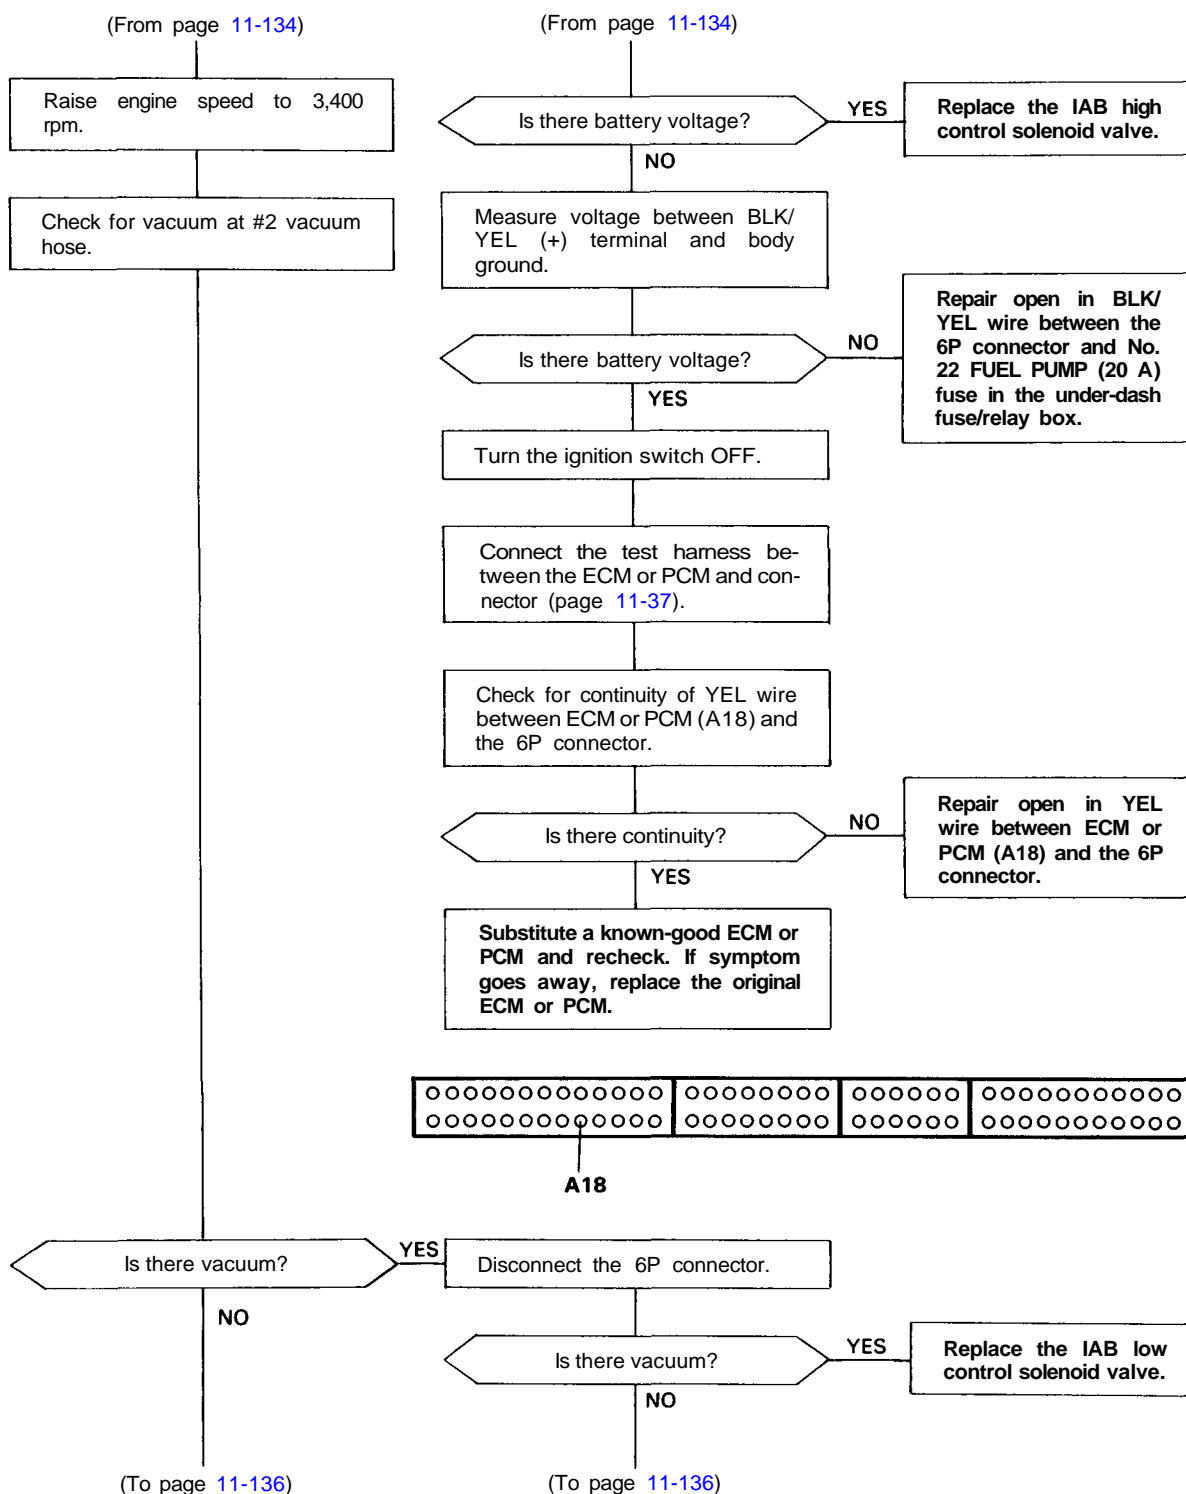 (From page 11-134)
Raise engine speed to 3,400
rpm.
Check for vacuum at #2 vacuum
hose.
(From page 11-134)
Is there battery voltage?
YES
Replace the IAB high
control solenoid valve.
NO
Measure voltage between BLK/
YEL (+) terminal and body
ground.
Is there battery voltage?
NO
Repair open in BLK/
YEL wire between the
6P connector and No.
22 FUEL PUMP (20 A)
fuse in the under-dash
fuse/relay box.
YES
Turn the ignition switch OFF.
Connect the test harness be-
tween the ECM or PCM and con-
nector (page 11-37).
Check for continuity of YEL wire
between ECM or PCM (A18) and
the 6P connector.
Is there continuity?
NO
Repair open in YEL
wire between ECM or
PCM (A18) and the 6P
connector.
YES
Substitute a known-good ECM or
PCM and recheck. If symptom
goes away, replace the original
ECM or PCM.
A18
Is there vacuum?
YES
Disconnect the 6P connector.
NO
Is there vacuum?
YES
Replace the IAB low
control solenoid valve.
NO
(To page 11-136)
(To page 11-136)